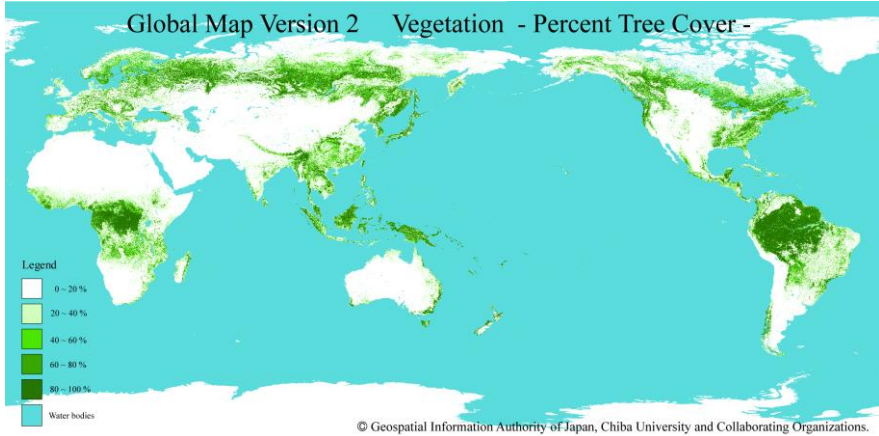 Global Map Version 2 Vegetation - Percent Tree Cover -
Legend
0 ~ 20 %
20 ~ 40 %
40 ~ 60 %
60 ~ 80 %
80 ~ 100 %
Water bodies
© Geospatial Information Authority of Japan, Chiba University and Collaborating Organizations.